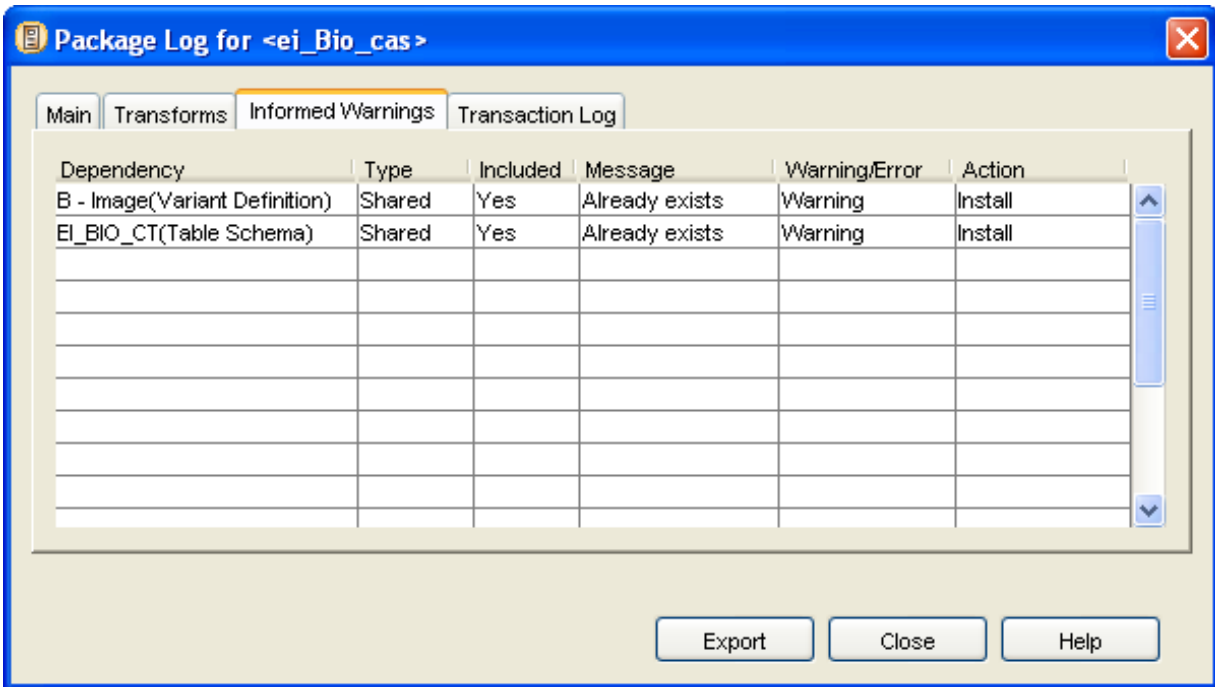 Package Log for <ei_Bio_cas>
Main Transforms Informed Warnings Transaction Log
Dependency Type Included Message Warning/Error Action
B - Image(Variant Definition) Shared Yes Already exists Warning Install
EI_BIO_CT(Table Schema) Shared Yes Already exists Warning Install
Export Close Help